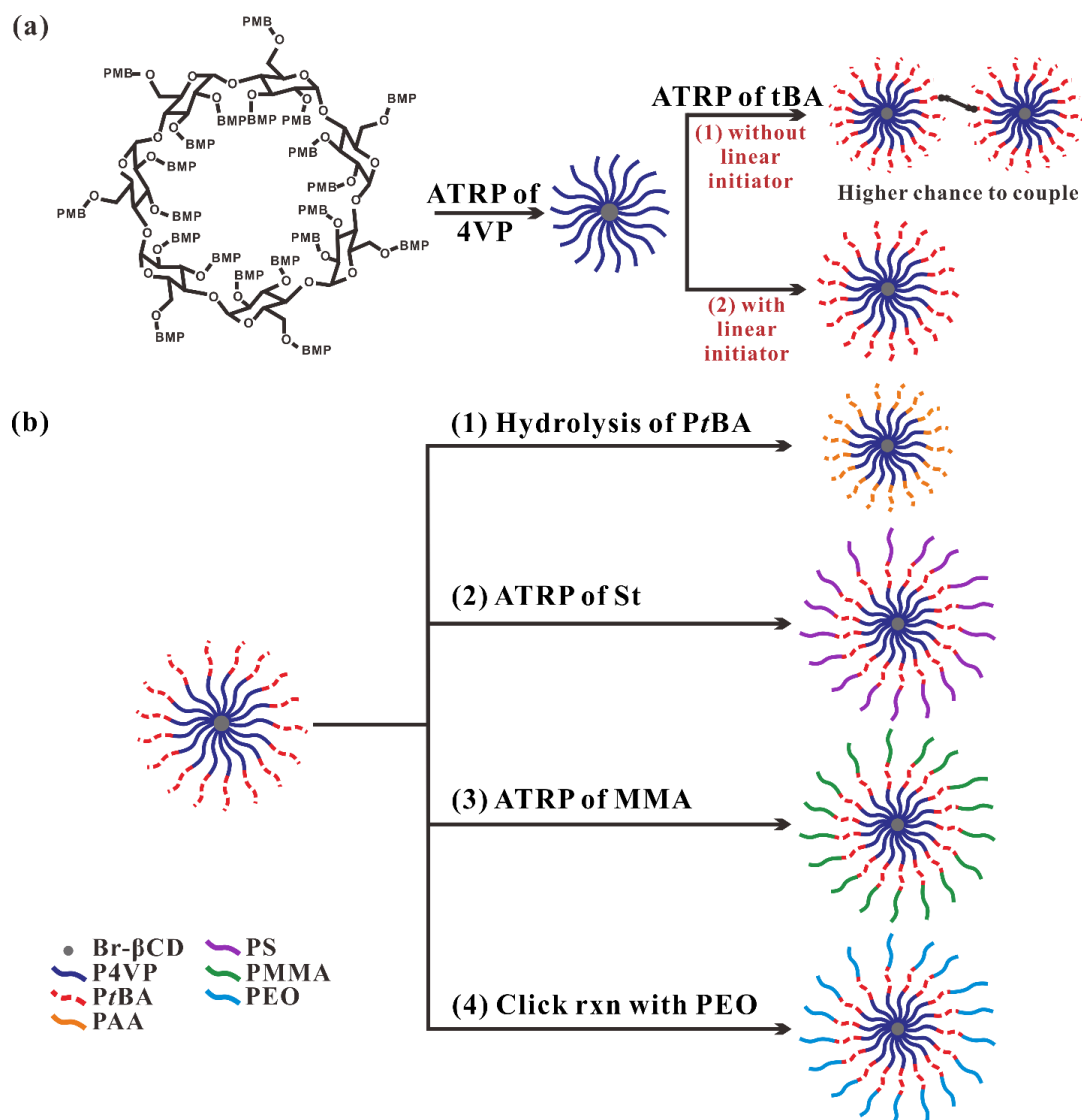 (a)
PMB
O
PMB O
O PMB
O
O
O
O BMP
O
O O
O
BMP BMP PMB
O BMP
O
O
BMP
PMB O
O
O
BMP
O BMP
PMB O
O
PMB
O
PMB
O
O
BMP
O
PMB
O
O BMP
BMP
O
O BMP
BMP
O
O
O
BMP
O
O BMP
ATRP of
4VP
ATRP of tBA
(1) without
linear
initiator
Higher chance to couple
(2) with
linear
initiator
(b)
(1) Hydrolysis of PtBA
(2) ATRP of St
(3) ATRP of MMA
(4) Click rxn with PEO
Br-βCD
P4VP
PtBA
PAA
PS
PMMA
PEO